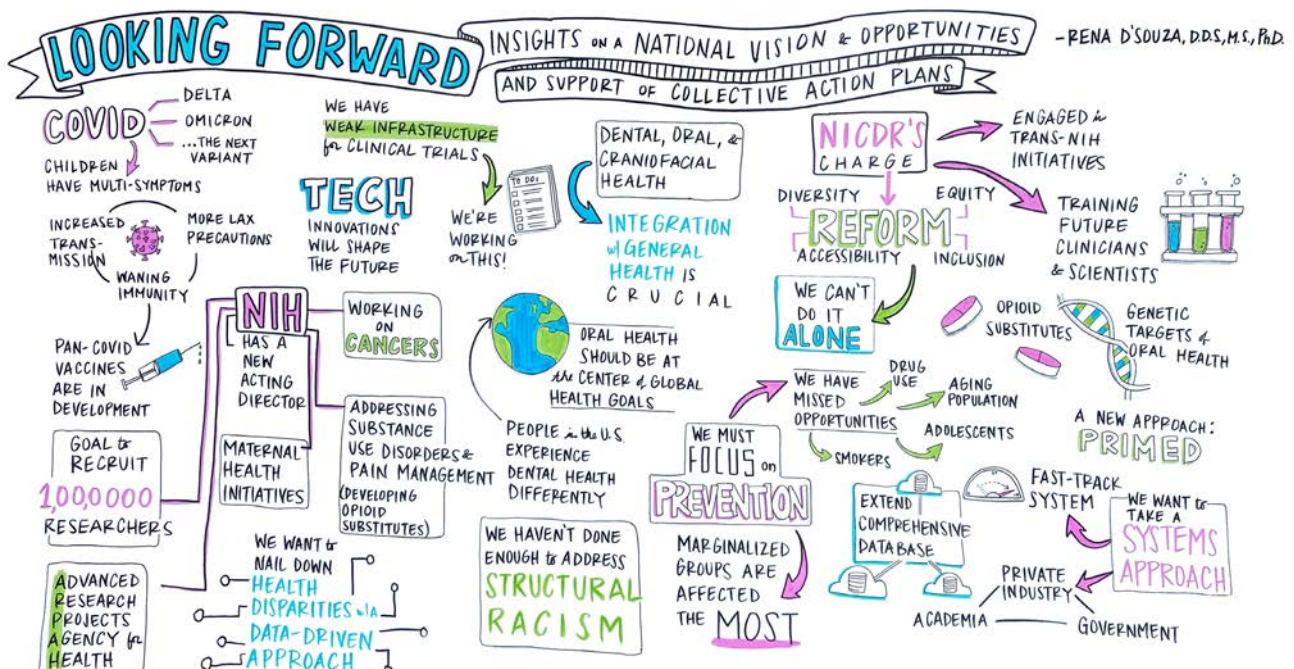 LOOKING FORWARD
INSIGHTS ON A NATIONAL VISION & OPPORTUNITIES
AND SUPPORT OF COLLECTIVE ACTION PLANS
-RENA D'SOUZA, D.D.S, M.S., PhD.
COVID
DELTA
OMICRON
...THE NEXT
VARIANT
CHILDREN
HAVE MULTI-SYMPTOMS
INCREASED
TRANS-
MISSION
MORE LAX
PRECAUTIONS
WANING
IMMUNITY
PAN-COVID
VACCINES
ARE IN
DEVELOPMENT
WE HAVE
WEAK INFRASTRUCTURE
for CLINICAL TRIALS
TO DO:
WE'RE
WORKING
on THIS!
TECH
INNOVATIONS
WILL SHAPE
THE FUTURE
DENTAL, ORAL, &
CRANIOFACIAL
HEALTH
INTEGRATION
w/ GENERAL
HEALTH IS
CRUCIAL
NICDR'S
CHARGE
ENGAGED in
TRANS-NIH
INITIATIVES
TRAINING
FUTURE
CLINICIANS
& SCIENTISTS
DIVERSITY
EQUITY
REFORM
ACCESSIBILITY
INCLUSION
WE CAN'T
DO IT
ALONE
OPIOID
SUBSTITUTES
GENETIC
TARGETS of
ORAL HEALTH
NIH
HAS A
NEW
ACTING
DIRECTOR
WORKING
ON
CANCERS
ADDRESSING
SUBSTANCE
USE DISORDERS &
PAIN MANAGEMENT
(DEVELOPING
OPIOID
SUBSTITUTES)
MATERNAL
HEALTH
INITIATIVES
GOAL to
RECRUIT
1,00,0000
RESEARCHERS
ADVANCED
RESEARCH
PROJECTS
AGENCY for
HEALTH
WE WANT to
NAIL DOWN
HEALTH
DISPARITIES w/A
DATA-DRIVEN
APPROACH
ORAL HEALTH
SHOULD BE AT
the CENTER of GLOBAL
HEALTH GOALS
PEOPLE in the U.S.
EXPERIENCE
DENTAL HEALTH
DIFFERENTLY
WE HAVEN'T DONE
ENOUGH to ADDRESS
STRUCTURAL
RACISM
WE MUST
FOCUS on
PREVENTION
WE HAVE
MISSED
OPPORTUNITIES
DRUG
USE
AGING
POPULATION
ADOLESCENTS
SMOKERS
MARGINALIZED
GROUPS ARE
AFFECTED
THE MOST
A NEW APPROACH:
PRIMED
EXTEND
COMPREHENSIVE
DATABASE
FAST-TRACK
SYSTEM
WE WANT to
TAKE A
SYSTEMS
APPROACH
PRIVATE
INDUSTRY
ACADEMIA
GOVERNMENT